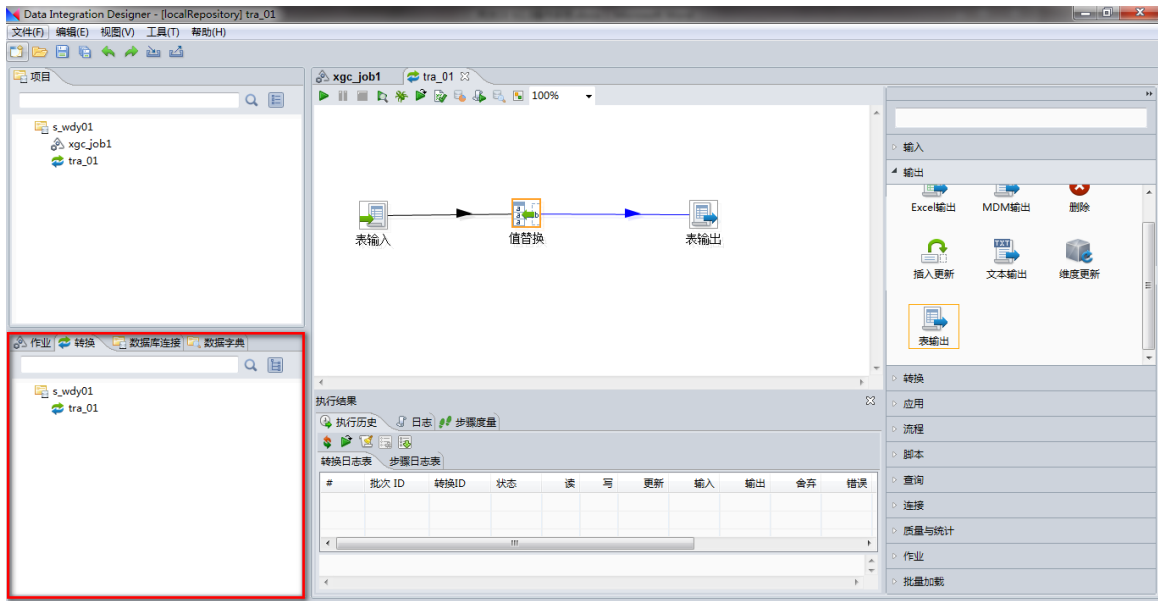 Data Integration Designer - [localRepository] tra_01
文件(F) 编辑(E) 视图(V) 工具(T) 帮助(H)
项目
s_wdy01
xgc_job1
tra_01
作业 转换 数据库连接 数据字典
s_wdy01
tra_01
xgc_job1 tra_01
100%
表输入 值替换 表输出
执行结果
执行历史 日志 步骤度量
转换日志表 步骤日志表
# 批次 ID 转换ID 状态 读 写 更新 输入 输出 舍弃 错误
输入
输出
Excel输出 MDM输出 删除
插入更新 文本输出 维度更新
表输出
转换
应用
流程
脚本
查询
连接
质量与统计
作业
批量加载